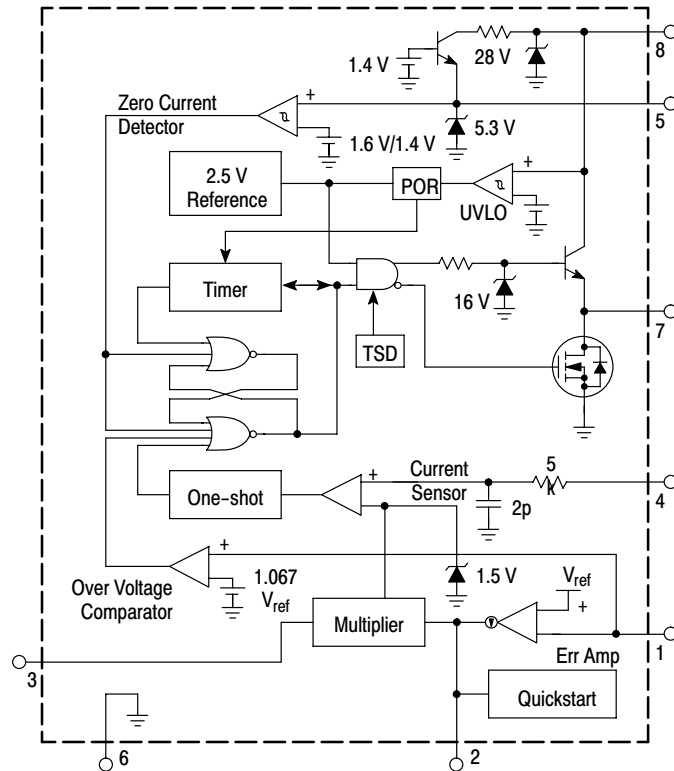 8
1.4 V
28 V
+
5
Zero Current
Detector
5.3 V
1.6 V/1.4 V
2.5 V
Reference
POR
+
UVLO
Timer
16 V
7
TSD
5
k
One-shot
+
Current
Sensor
2p
4
+
1.067
V_ref
Over Voltage
Comparator
1.5 V
V_ref
+
Multiplier
Err Amp
1
3
Quickstart
6
2